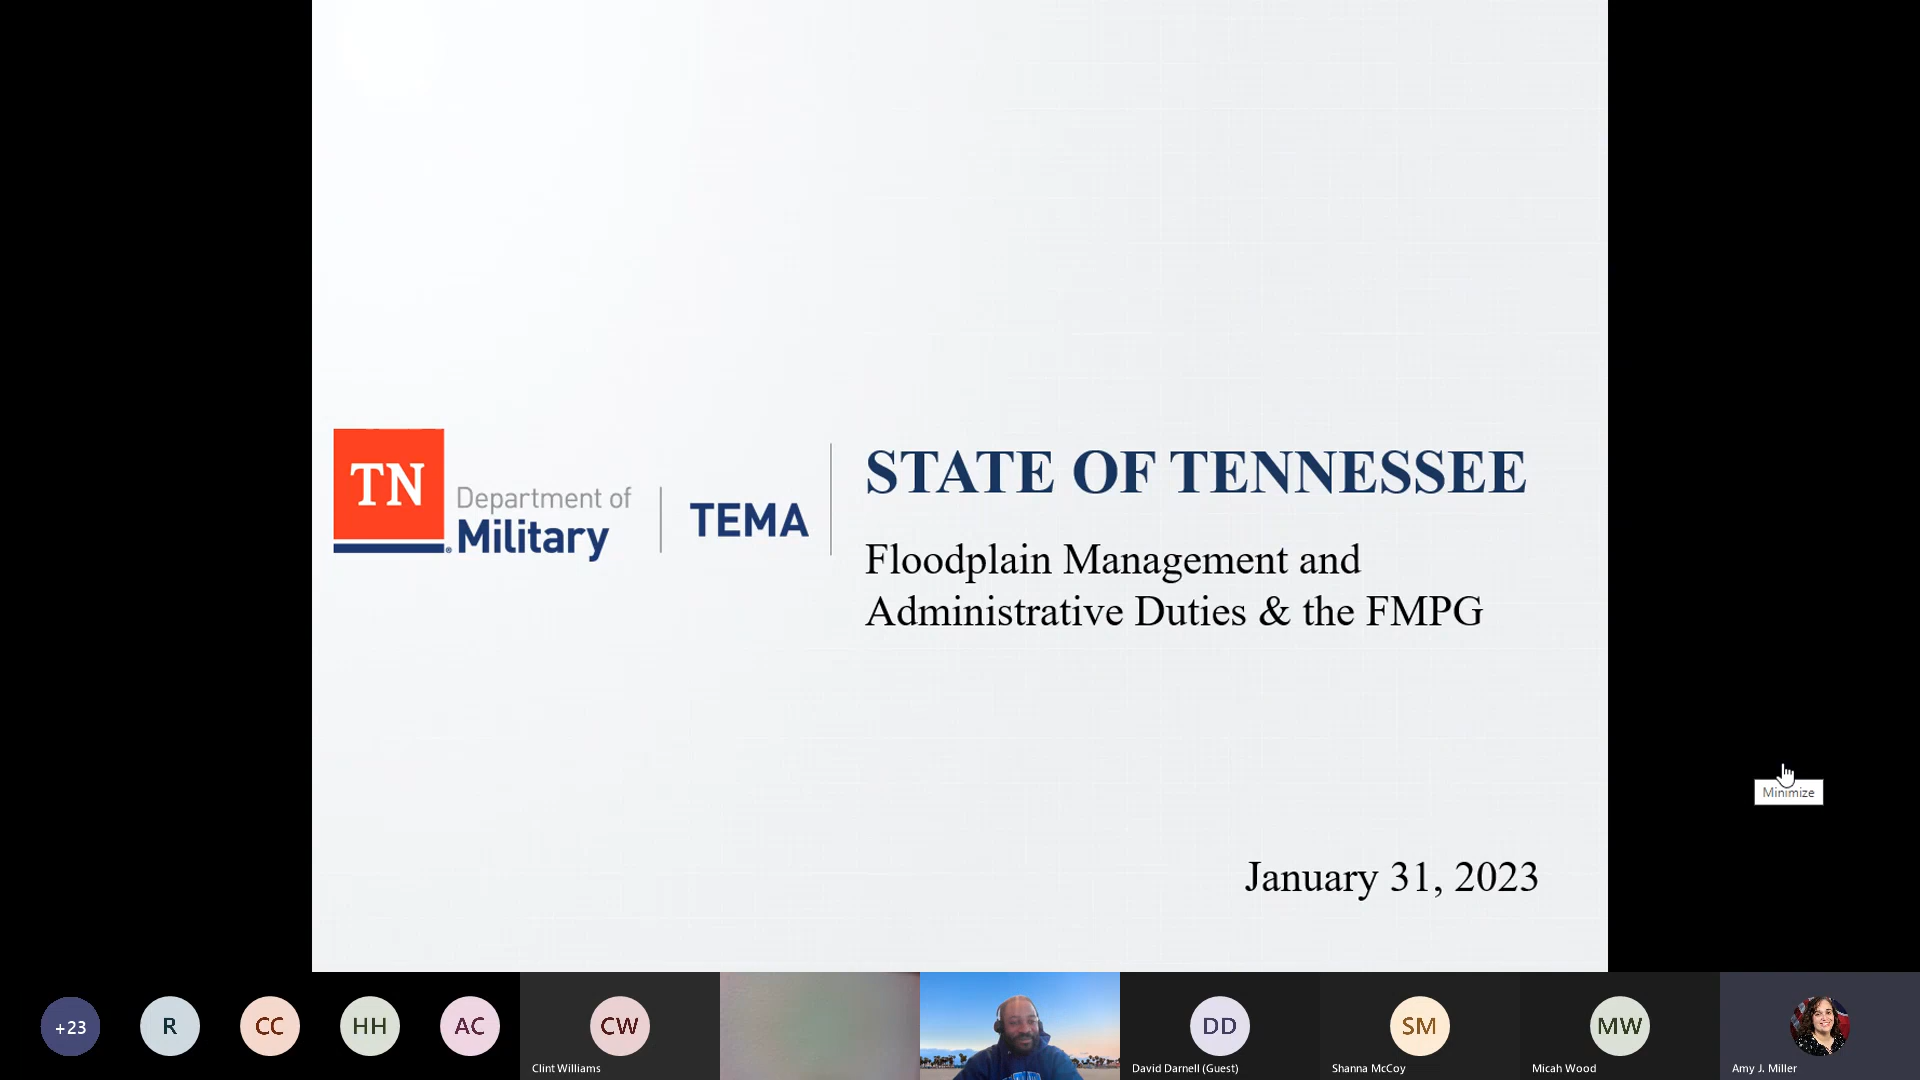 TN
Department of
Military
®
TEMA
STATE OF TENNESSEE
Floodplain Management and
Administrative Duties & the FMPG
Minimize
January 31, 2023
+23
R
CC
HH
AC
CW
Clint Williams
DD
David Darnell (Guest)
SM
Shanna McCoy
MW
Micah Wood
Amy J. Miller